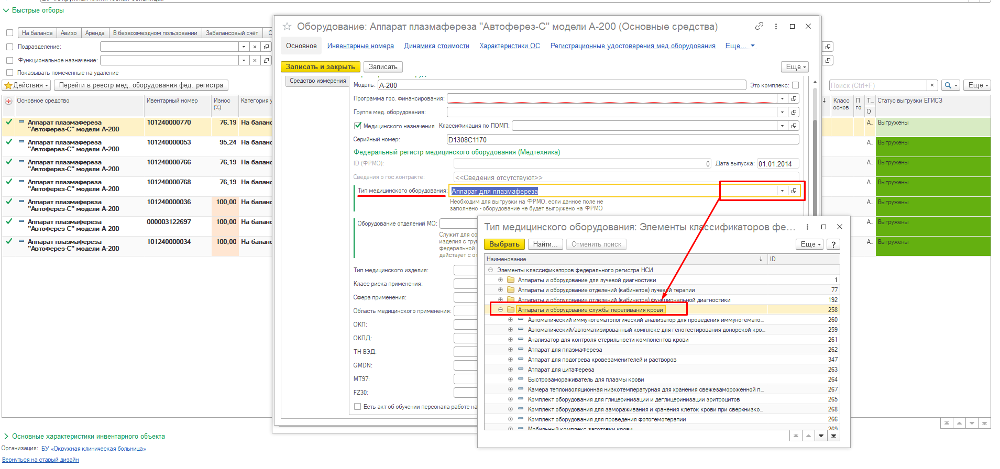 Быстрые отборы
На балансе Авизо Аренда В безвозмездном пользовании Забалансовый счёт
Подразделение:
Функциональное назначение:
Показывать помеченные на удаление
Действия Перейти в реестр мед. оборудования фед. регистра
Основное средство Ивентарный номер Износ (%) Категория у
Аппарат плазмафереза "Автоферез-С" модели А-200 101240000770 76,19 На баланс
Аппарат плазмафереза "Автоферез-С" модели А-200 101240000053 95,24 На баланс
Аппарат плазмафереза "Автоферез-С" модели А-200 101240000766 76,19 На баланс
Аппарат плазмафереза "Автоферез-С" модели А-200 101240000768 76,19 На баланс
Аппарат плазмафереза "Автоферез-С" модели А-200 101240000036 100,00 На баланс
Аппарат плазмафереза "Автоферез-С" модели А-200 000003122697 100,00 На баланс
Аппарат плазмафереза "Автоферез-С" модели А-200 101240000034 100,00 На баланс
Основные характеристики инвентарного объекта
Организация: БУ «Окружная клиническая больница»
Вернуться на старый дизайн
Оборудование: Аппарат плазмафереза "Автоферез-С" модели А-200 (Основные средства)
Основное Инвентарные номера Динамика стоимости Характеристики ОС Регистрационные удостоверения мед.оборудования Еще...
Записать и закрыть Записать Еще
Средство измерения
Модель: А-200 Это комплекс:
Программа гос. финансирования:
Группа мед. оборудования:
Медицинского назначения Классификация по ПОМП:
Серийный номер: D1308C1170
Федеральный регистр медицинского оборудования (Медтехника)
ID (ФРМО): 0 Дата выпуска: 01.01.2014
Сведения о гос.контракте: <<Сведения отсутствуют>>
Тип медицинского оборудования: Аппарат для плазмафереза
Необходим для выгрузки на ФРМО, если данное поле не
заполнено - оборудование не будет выгружено на ФРМО
Оборудование отделений МО:
Служит для со
изделия с груп
федеральной
действует с от
Тип медицинского изделия:
Класс риска применения:
Сфера применения:
Область медицинского применения:
ОКП:
ОКПД:
ТН ВЭД:
GMDN:
MT97:
FZ30:
Есть акт об обучении персонала работе на
Тип медицинского оборудования: Элементы классификаторов фе...
Выбрать Найти... Отменить поиск Еще ?
Наименование ↓ ID
Элементы классификаторов федерального регистра НСИ
Аппараты и оборудование для лучевой диагностики 1
Аппараты и оборудование отделений (кабинетов) лучевой терапии 77
Аппараты и оборудование отделений (кабинетов) функциональной диагностики 192
Аппараты и оборудование службы переливания крови 258
Автоматический иммуногематологический анализатор для проведения иммуногемато... 260
Автоматический/автоматизированный комплекс для генотестирования донорской кро... 259
Анализатор для контроля стерильности компонентов крови 261
Аппарат для плазмафереза 262
Аппарат для подогрева кровезаменителей и растворов 347
Аппарат для цитафереза 263
Быстрозамораживатель для плазмы крови 264
Камера теплоизоляционная низкотемпературная для хранения свежезамороженной п... 267
Комплект оборудования для глицеринизации и деглицеринизации эритроцитов 265
Комплект оборудования для замораживания и хранения клеток крови при сверхнизко... 268
Комплект оборудования для проведения фотогемотерапии 266
Мобильный комплекс заготовки крови 269
Поиск (Ctrl+F) Еще
↓ Класс основ П го Т... О Статус выгрузки ЕГИСЗ
А... Выгружены
А... Выгружены
А... Выгружены
А... Выгружены
А... Выгружены
А... Выгружены
А... Выгружены